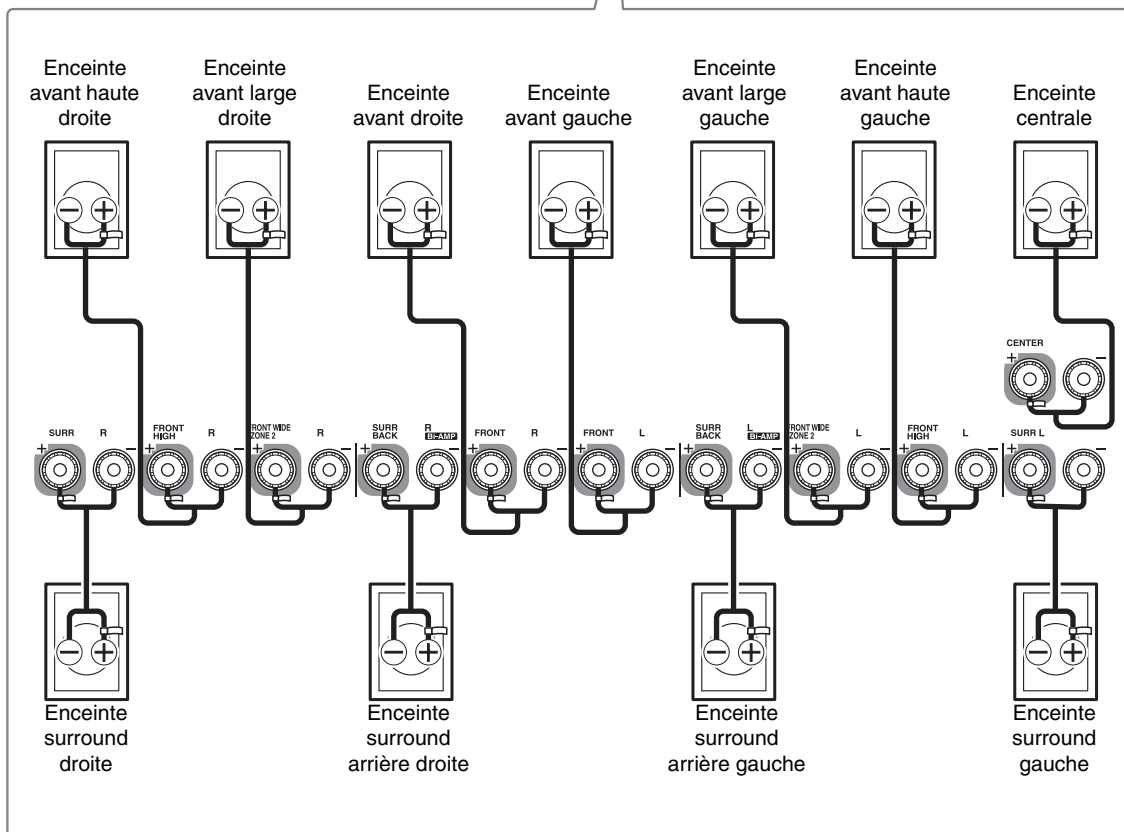 Enceinte
avant haute
droite
Enceinte
avant large
droite
Enceinte
avant droite
Enceinte
avant gauche
Enceinte
avant large
gauche
Enceinte
avant haute
gauche
Enceinte
centrale
− +
− +
− +
− +
− +
− +
− +
CENTER
+ −
SURR R
+ −
FRONT
HIGH R
+ −
FRONT WIDE
ZONE 2 R
+ −
SURR
BACK R
BI-AMP
+ −
FRONT R
+ −
FRONT L
+ −
SURR
BACK L
BI-AMP
+ −
FRONT WIDE
ZONE 2 L
+ −
FRONT
HIGH L
+ −
SURR L
+ −
− +
− +
− +
− +
Enceinte
surround
droite
Enceinte
surround
arrière droite
Enceinte
surround
arrière gauche
Enceinte
surround
gauche